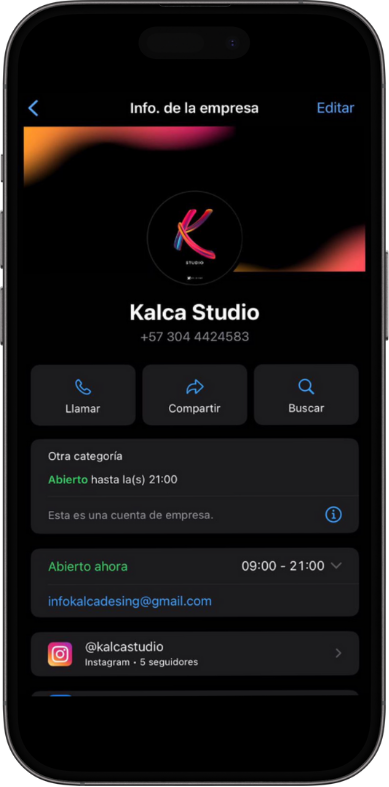 Info. de la empresa
Editar
STUDIO
Kalca Studio
+57 304 4424583
Llamar
Compartir
Buscar
Otra categoría
Abierto hasta la(s) 21:00
Esta es una cuenta de empresa.
Abierto ahora
09:00 - 21:00
infokalcadesing@gmail.com
@kalcastudio
Instagram • 5 seguidores